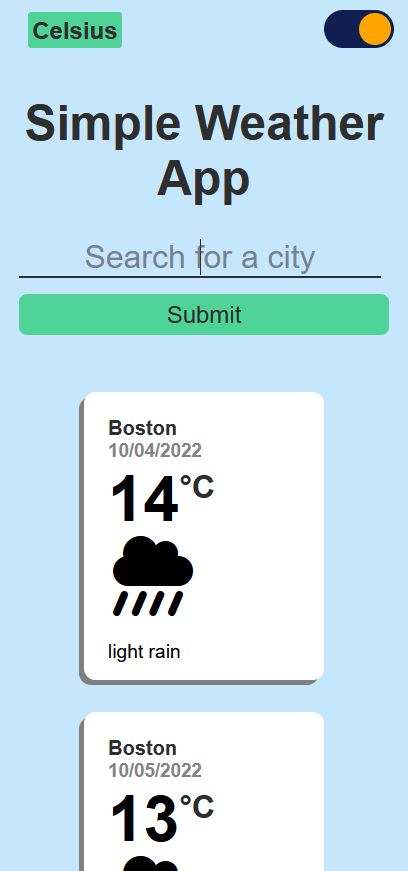 Celsius
Simple Weather
App
Search for a city
Submit
Boston
10/04/2022
14°C
light rain
Boston
10/05/2022
13°C